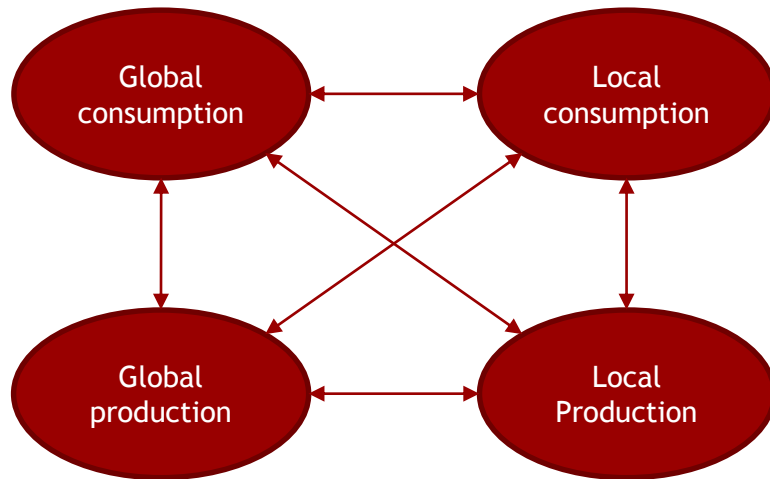 Global
consumption
Local
consumption
Global
production
Local
Production